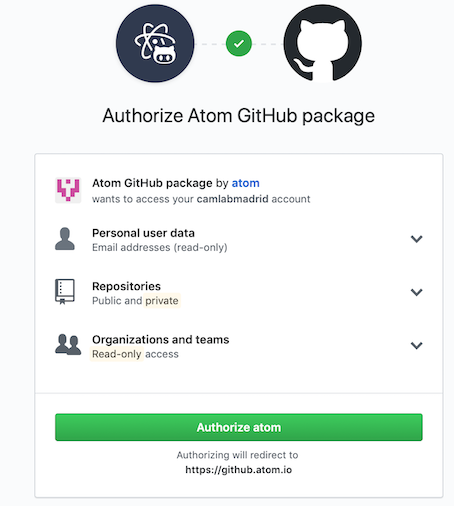 Authorize Atom GitHub package
Atom GitHub package by atom
wants to access your camlabmadrid account
Personal user data
Email addresses (read-only)
Repositories
Public and private
Organizations and teams
Read-only access
Authorize atom
Authorizing will redirect to
https://github.atom.io